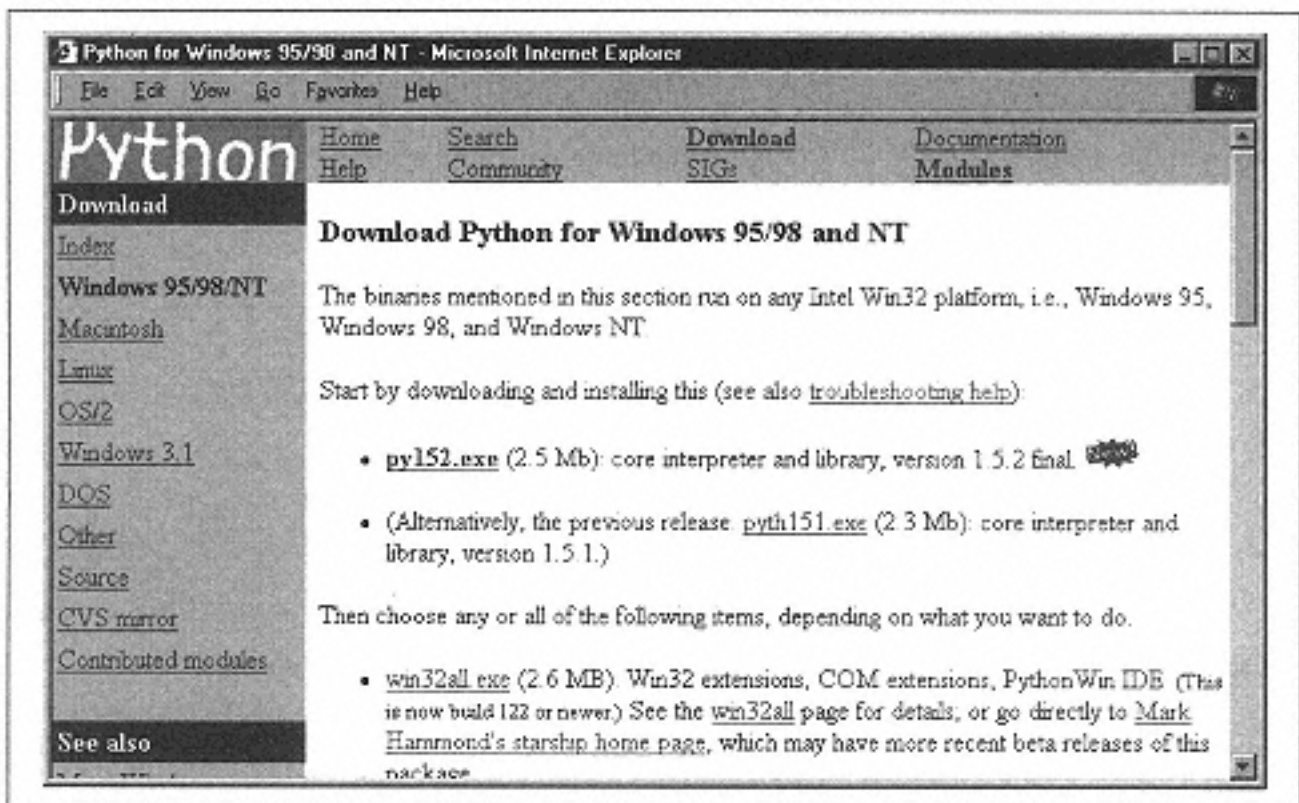 Python for Windows 95/98 and NT - Microsoft Internet Explorer
File Edit View Go Favorites Help
Python
Home Search Download Documentation
Help Community SIGs Modules
Download
Index
Windows 95/98/NT
Macintosh
Linux
OS/2
Windows 3.1
DOS
Other
Source
CVS mirror
Contributed modules
See also
Download Python for Windows 95/98 and NT
The binaries mentioned in this section run on any Intel Win32 platform, i.e., Windows 95,
Windows 98, and Windows NT.
Start by downloading and installing this (see also troubleshooting help):
• py152.exe (2.5 Mb): core interpreter and library, version 1.5.2 final. New!
• (Alternatively, the previous release: pyth151.exe (2.3 Mb): core interpreter and
library, version 1.5.1.)
Then choose any or all of the following items, depending on what you want to do.
• win32all.exe (2.6 MB). Win32 extensions, COM extensions, PythonWin IDE. (This
is now build 122 or newer.) See the win32all page for details; or go directly to Mark
Hammond's starship home page, which may have more recent beta releases of this
package